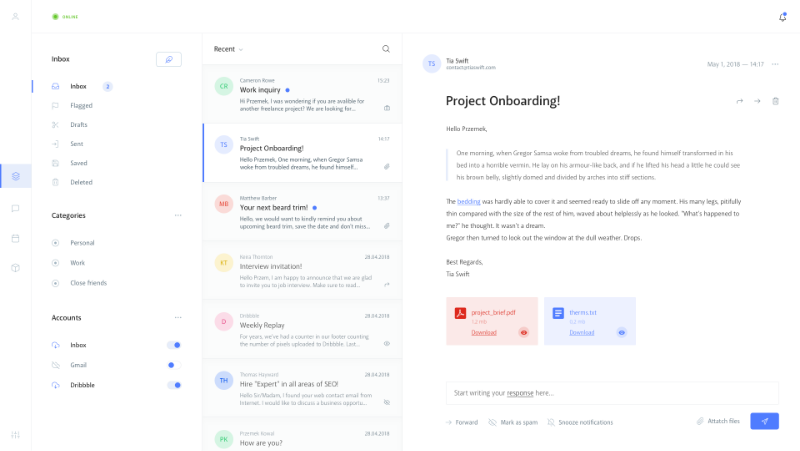 ONLINE
Inbox
Inbox
Flagged
Drafts
Sent
Saved
Deleted
Categories
Personal
Work
Close friends
Accounts
Inbox
Gmail
Dribbble
Recent
CR
Cameron Rowe
15:23
Work inquiry
Hi Przemek, I was wondering if you are avalible for
another freelance project? We are looking for...
TS
Tia Swift
14:17
Project Onboarding!
Hello Przemek, One morning, when Gregor Samsa
woke from troubled dreams, he found himself...
MB
Matthew Barber
13:37
Your next beard trim!
Hello, we would want to kindly remind you about
upcoming beard trim, save the date and don't miss...
KT
Keira Thornton
28.04.2018
Interview invitation!
Hello Przem, I am happy to announce that we are glad
to invite you to job interview. Make sure to read...
D
Dribbble
28.04.2018
Weekly Replay
For years, we've had a counter in our footer counting
the number of pixels uploaded to Dribbble. Last...
TH
Thomas Hayward
28.04.2018
Hire "Expert" in all areas of SEO!
Hello Sir/Madam, I found your web contact email from
Internet. I would like to discuss a business opportu...
PK
Przemek Kowal
28.04.2018
How are you?
TS
Tia Swift
contact@tiaswift.com
May 1, 2018 — 14:17
Project Onboarding!
Hello Przemek,
One morning, when Gregor Samsa woke from troubled dreams, he found himself transformed in his
bed into a horrible vermin. He lay on his armour-like back, and if he lifted his head a little he could see
his brown belly, slightly domed and divided by arches into stiff sections.
The bedding was hardly able to cover it and seemed ready to slide off any moment. His many legs, pitifully
thin compared with the size of the rest of him, waved about helplessly as he looked. "What's happened to
me?" he thought. It wasn't a dream.
Gregor then turned to look out the window at the dull weather. Drops.
Best Regards,
Tia Swift
project_brief.pdf
Download
therms.txt
Download
Start writing your response here...
Forward
Mark as spam
Snooze notifications
Attatsh files